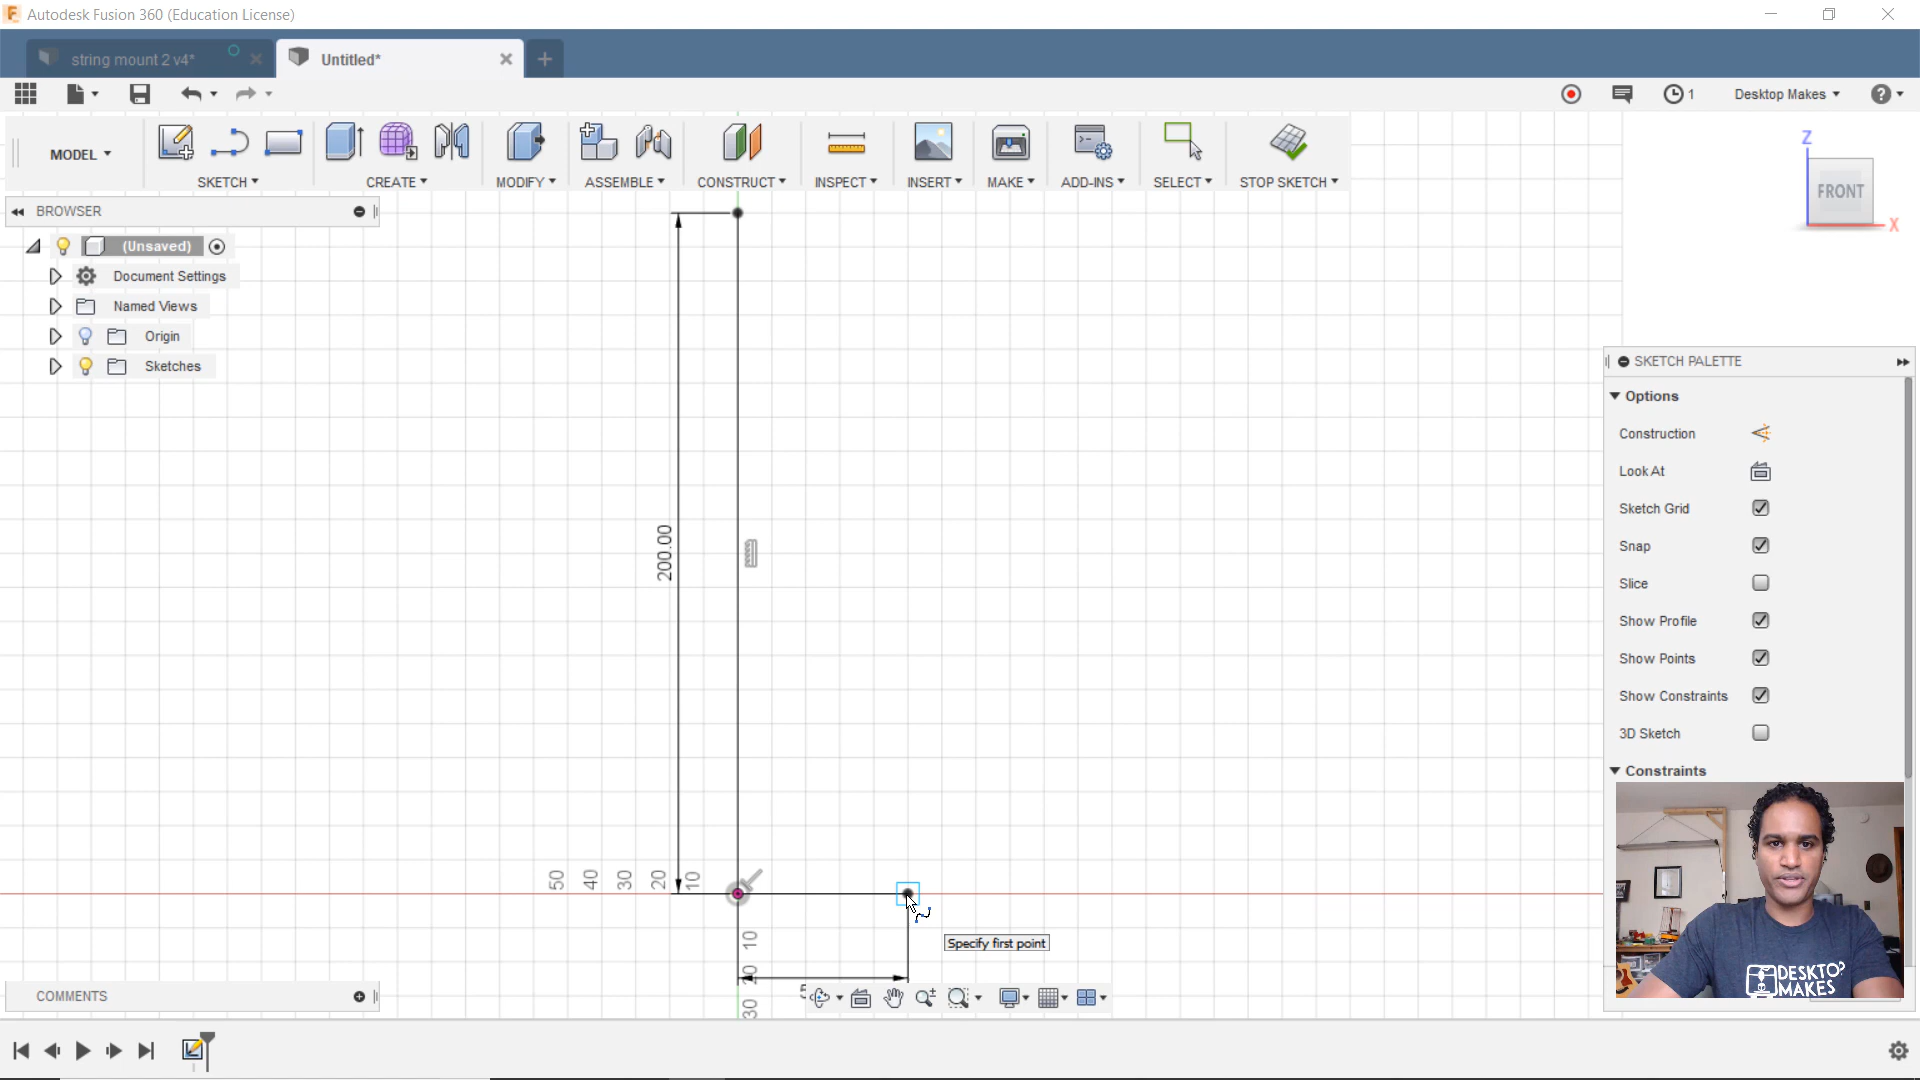 Autodesk Fusion 360 (Education License)
string mount 2 v4*
Untitled*
1
Desktop Makes
MODEL
SKETCH
CREATE
MODIFY
ASSEMBLE
CONSTRUCT
INSPECT
INSERT
MAKE
ADD-INS
SELECT
STOP SKETCH
BROWSER
(Unsaved)
Document Settings
Named Views
Origin
Sketches
Z
FRONT
X
200.00
50 40 30 20 10
10
20
30
5
Specify first point
SKETCH PALETTE
Options
Construction
Look At
Sketch Grid
Snap
Slice
Show Profile
Show Points
Show Constraints
3D Sketch
Constraints
DESKTOP
MAKES
COMMENTS